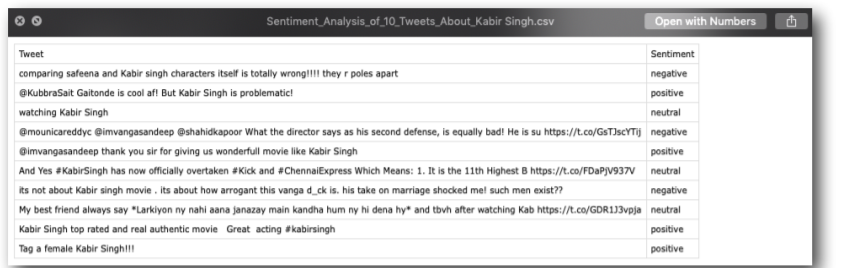 Sentiment_Analysis_of_10_Tweets_About_Kabir Singh.csv Open with Numbers
Tweet Sentiment
comparing safeena and Kabir singh characters itself is totally wrong!!!! they r poles apart negative
@KubbraSait Gaitonde is cool af! But Kabir Singh is problematic! positive
watching Kabir Singh neutral
@mounicareddyc @imvangasandeep @shahidkapoor What the director says as his second defense, is equally bad! He is su https://t.co/GsTJscYTij negative
@imvangasandeep thank you sir for giving us wonderfull movie like Kabir Singh positive
And Yes #KabirSingh has now officially overtaken #Kick and #ChennaiExpress Which Means: 1. It is the 11th Highest B https://t.co/FDaPjV937V neutral
its not about Kabir singh movie . its about how arrogant this vanga d_ck is. his take on marriage shocked me! such men exist?? negative
My best friend always say *Larkiyon ny nahi aana janazay main kandha hum ny hi dena hy* and tbvh after watching Kab https://t.co/GDR1J3vpja neutral
Kabir Singh top rated and real authentic movie Great acting #kabirsingh positive
Tag a female Kabir Singh!!! positive